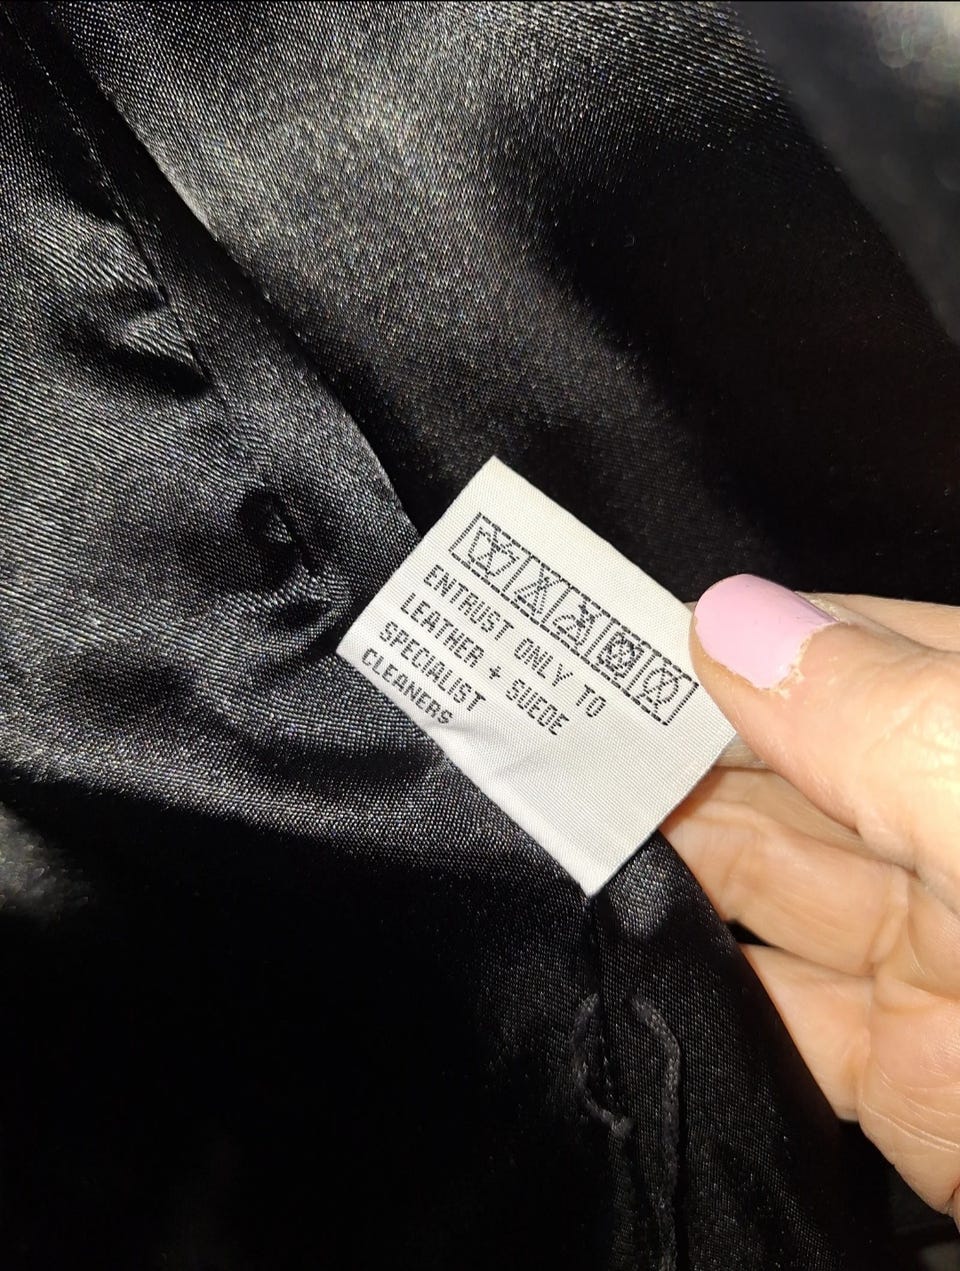 ENTRUST ONLY TO
LEATHER + SUEDE
SPECIALIST
CLEANERS